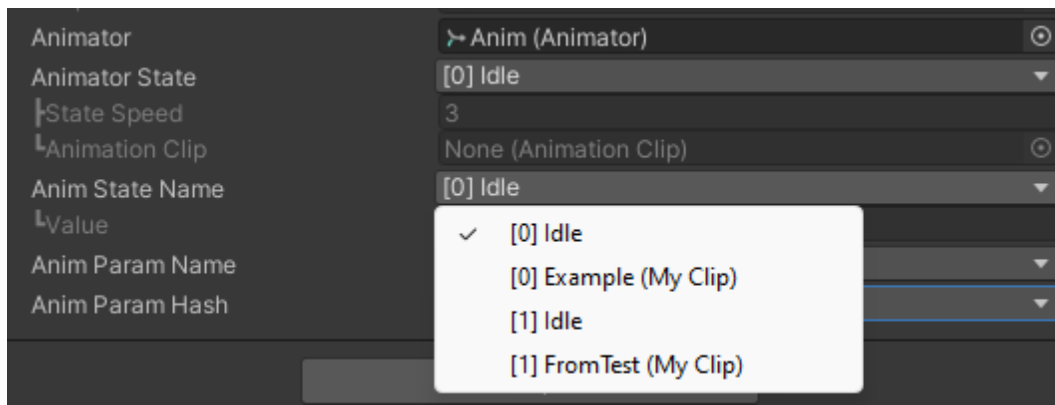 Animator Anim (Animator)
Animator State [0] Idle
State Speed 3
Animation Clip None (Animation Clip)
Anim State Name [0] Idle
Value
[0] Idle
Anim Param Name
[0] Example (My Clip)
Anim Param Hash
[1] Idle
[1] FromTest (My Clip)